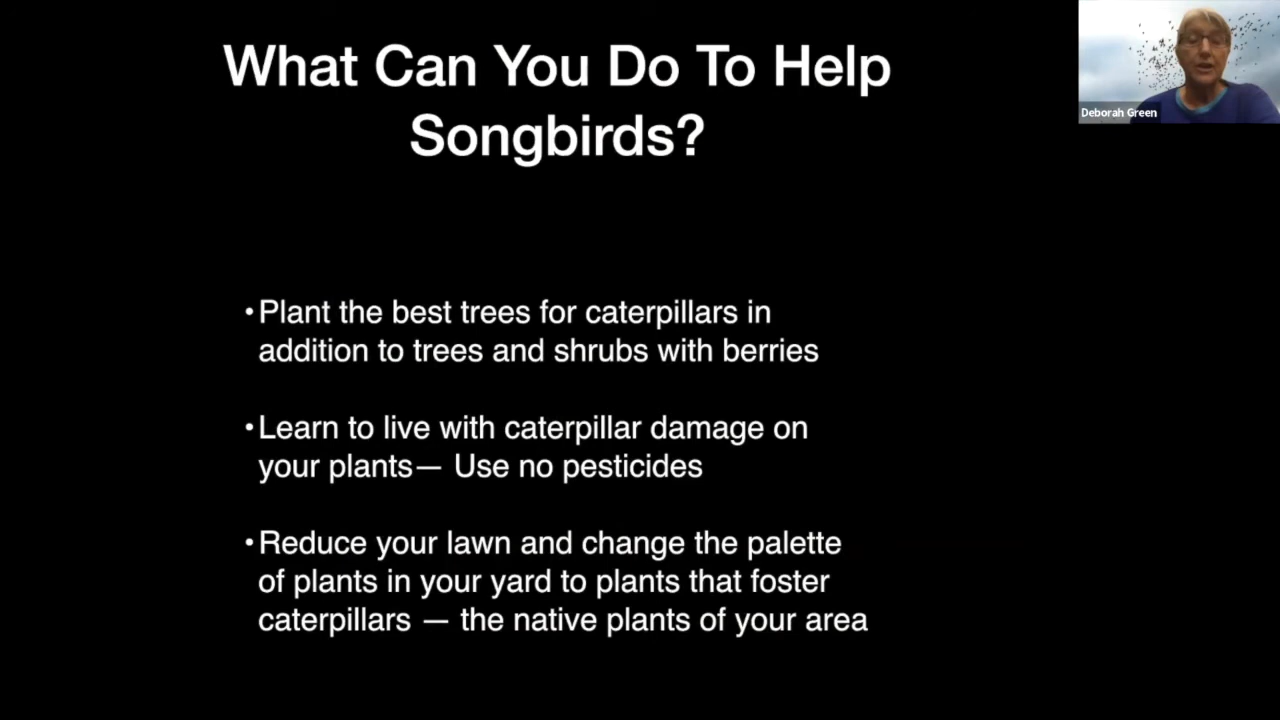 What Can You Do To Help
Songbirds?
Deborah Green
•Plant the best trees for caterpillars in
addition to trees and shrubs with berries
•Learn to live with caterpillar damage on
your plants— Use no pesticides
•Reduce your lawn and change the palette
of plants in your yard to plants that foster
caterpillars — the native plants of your area